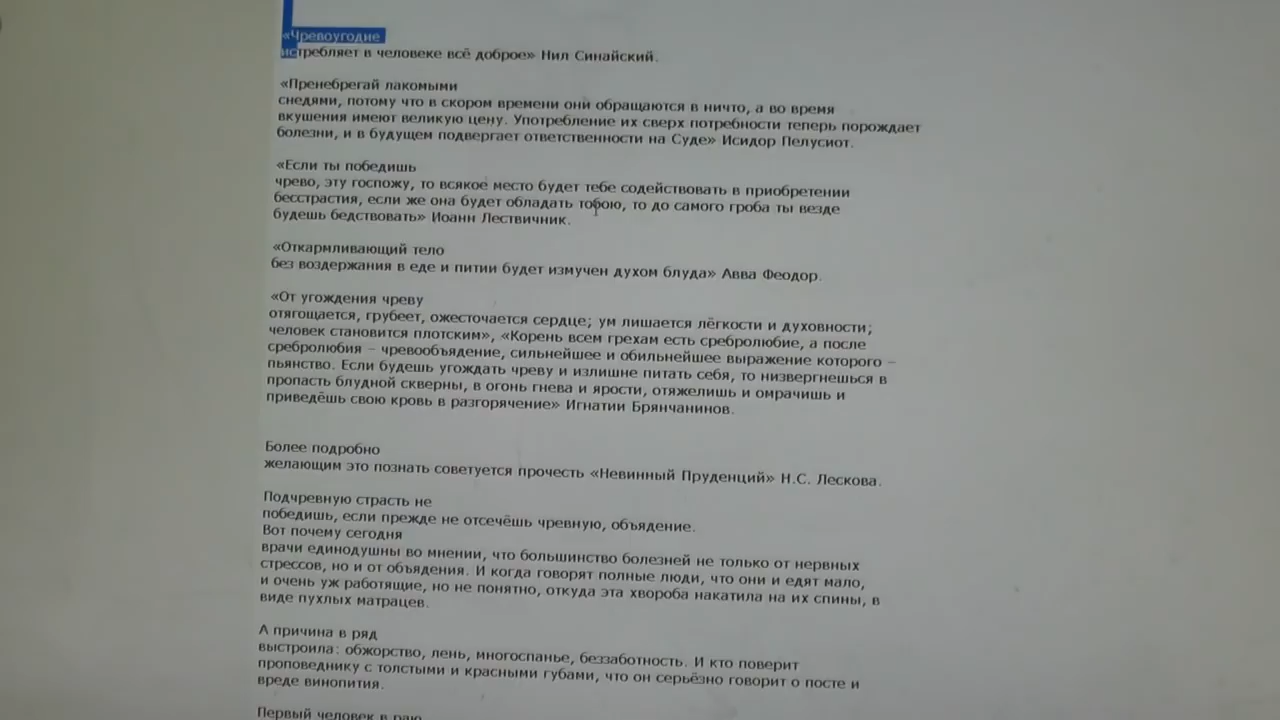 «Чревоугодие
истребляет в человеке всё доброе» Нил Синайский.
«Пренебрегай лакомыми
снедями, потому что в скором времени они обращаются в ничто, а во время
вкушения имеют великую цену. Употребление их сверх потребности теперь порождает
болезни, и в будущем подвергает ответственности на Суде» Исидор Пелусиот.
«Если ты победишь
чрево, эту госпожу, то всякое место будет тебе содействовать в приобретении
бесстрастия, если же она будет обладать тобою, то до самого гроба ты везде
будешь бедствовать» Иоанн Лествичник.
«Откармливающий тело
без воздержания в еде и питии будет измучен духом блуда» Авва Феодор.
«От угождения чреву
отягощается, грубеет, ожесточается сердце; ум лишается лёгкости и духовности;
человек становится плотским», «Корень всем грехам есть сребролюбие, а после
сребролюбия – чревообъядение, сильнейшее и обильнейшее выражение которого –
пьянство. Если будешь угождать чреву и излишне питать себя, то низвергнешься в
пропасть блудной скверны, в огонь гнева и ярости, отяжелишь и омрачишь и
приведёшь свою кровь в разгорячение» Игнатии Брянчанинов.
Более подробно
желающим это познать советуется прочесть «Невинный Пруденций» Н.С. Лескова.
Подчревную страсть не
победишь, если прежде не отсечёшь чревную, объядение.
Вот почему сегодня
врачи единодушны во мнении, что большинство болезней не только от нервных
стрессов, но и от объядения. И когда говорят полные люди, что они и едят мало,
и очень уж работящие, но не понятно, откуда эта хвороба накатила на их спины, в
виде пухлых матрацев.
А причина в ряд
выстроила: обжорство, лень, многоспанье, беззаботность. И кто поверит
проповеднику с толстыми и красными губами, что он серьёзно говорит о посте и
вреде винопития.
Первый человек в раю